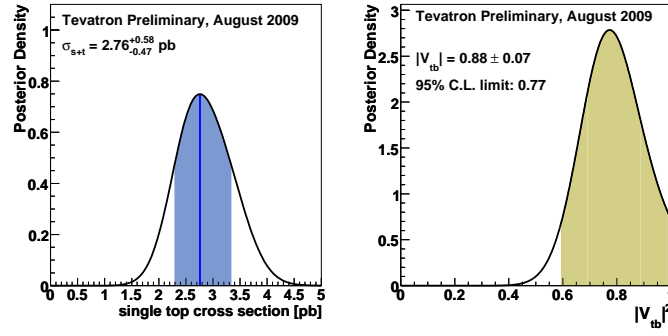 Tevatron Preliminary, August 2009
σs+t = 2.76 +0.58 -0.47 pb
Posterior Density
1
0.8
0.6
0.4
0.2
0
0 0.5 1 1.5 2 2.5 3 3.5 4 4.5 5
single top cross section [pb]
Tevatron Preliminary, August 2009
|Vtb| = 0.88 ± 0.07
95% C.L. limit: 0.77
Posterior Density
3
2.5
2
1.5
1
0.5
0
0 0.2 0.4 0.6 0.8
|Vtb|